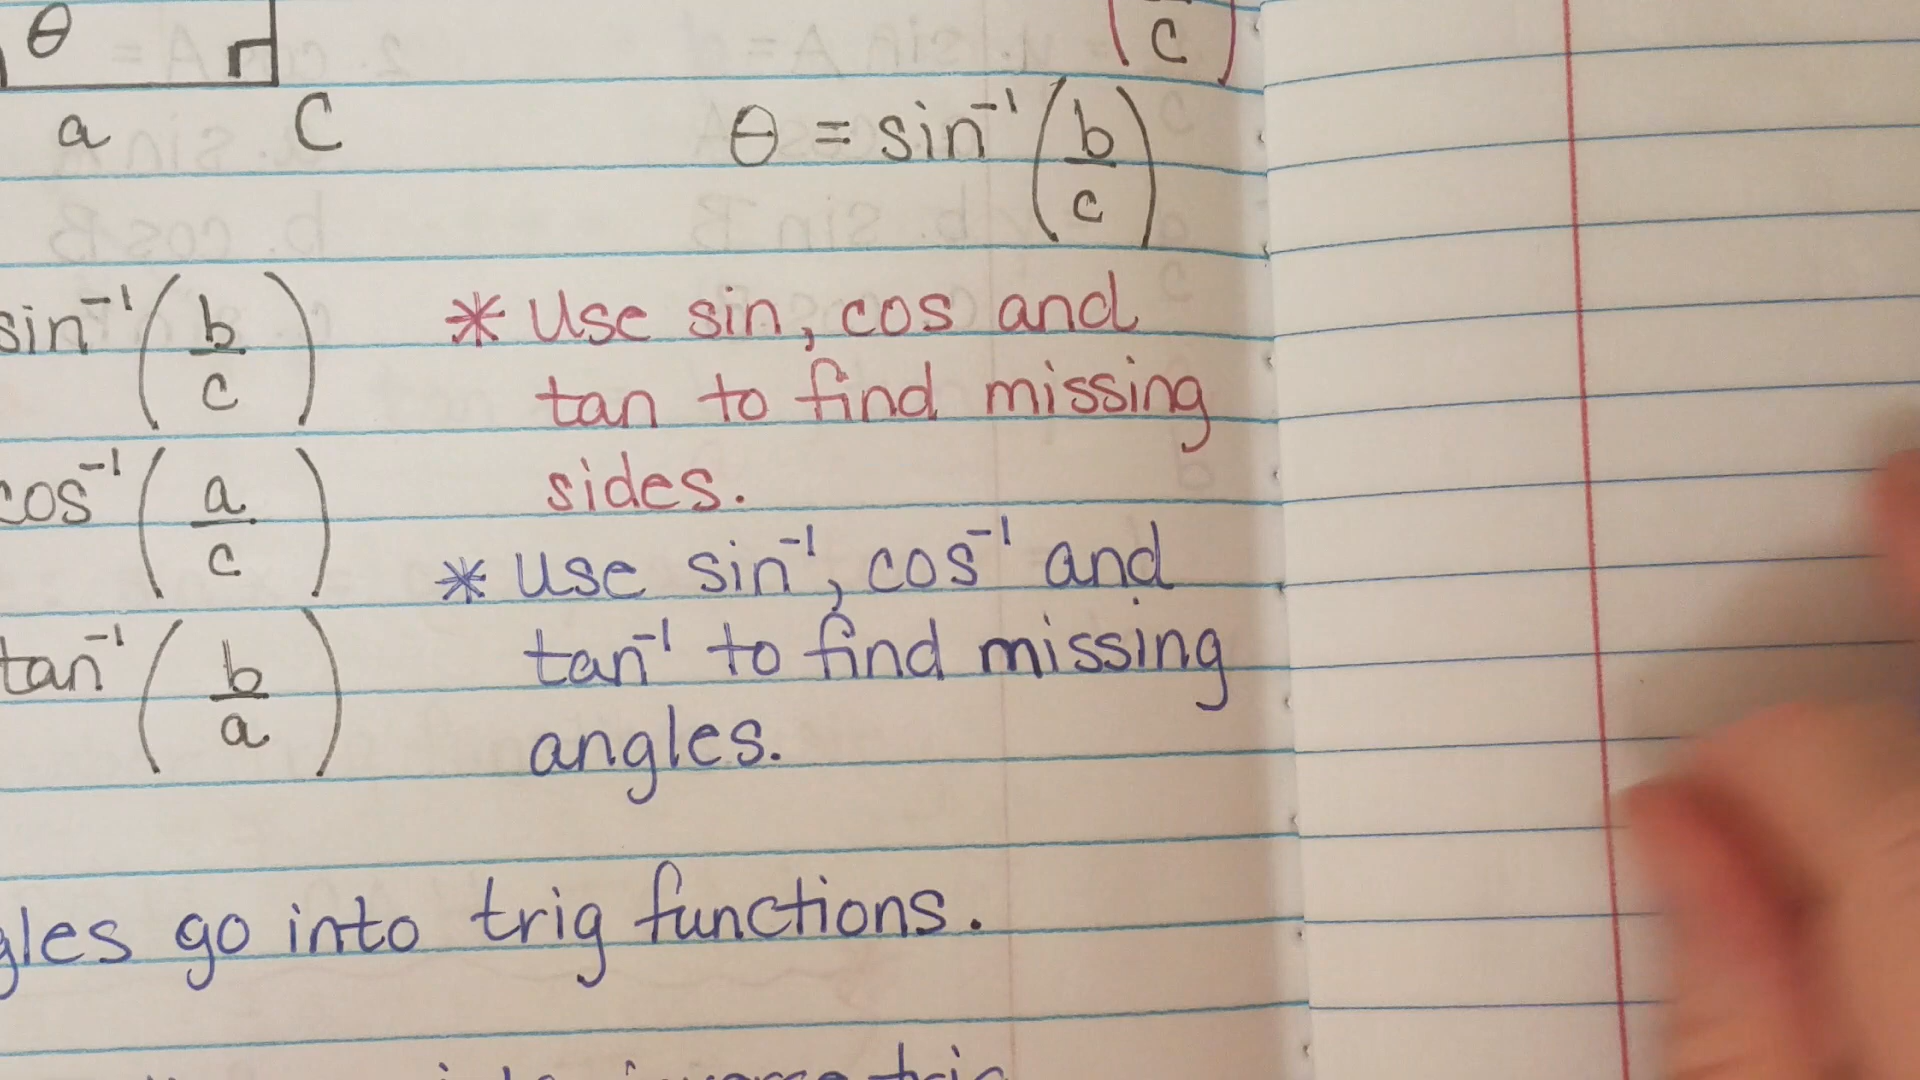 θ
a C
c
θ = sin⁻¹ (b/c)
sin⁻¹ (b/c)
* Use sin, cos and
tan to find missing
sides.
cos⁻¹ (a/c)
* Use sin⁻¹, cos⁻¹ and
tan⁻¹ to find missing
angles.
tan⁻¹ (b/a)
gles go into trig functions.
trig